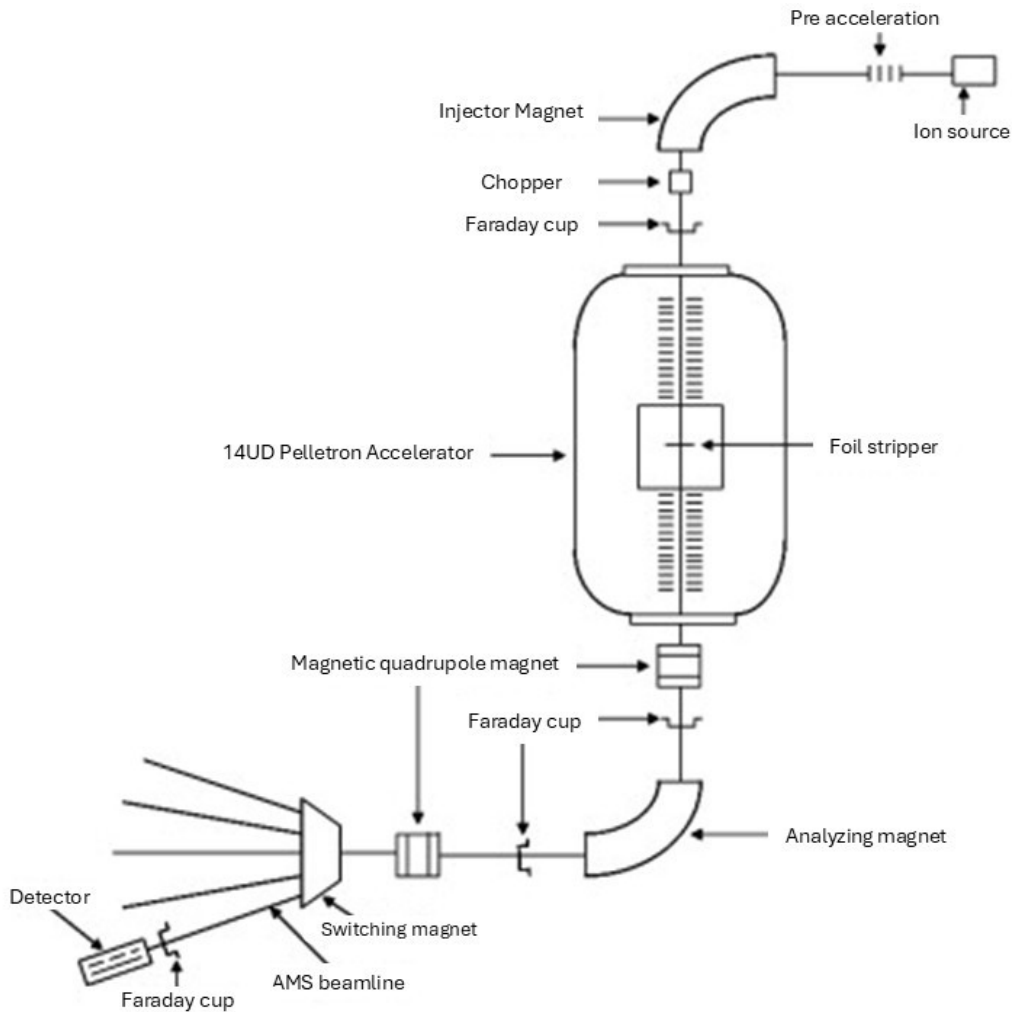 Pre acceleration
Injector Magnet
Ion source
Chopper
Faraday cup
14UD Pelletron Accelerator
Foil stripper
Magnetic quadrupole magnet
Faraday cup
Analyzing magnet
Detector
Switching magnet
AMS beamline
Faraday cup